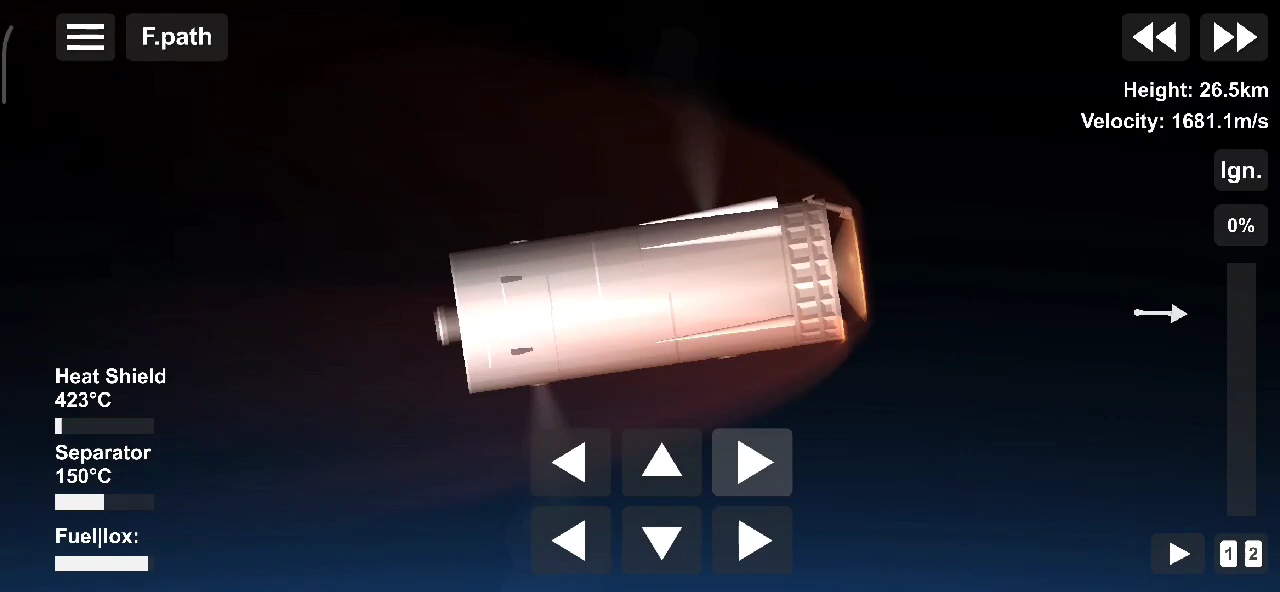 F.path
Height: 26.5km
Velocity: 1681.1m/s
Ign.
0%
Heat Shield
423°C
Separator
150°C
Fuel|lox:
1 2